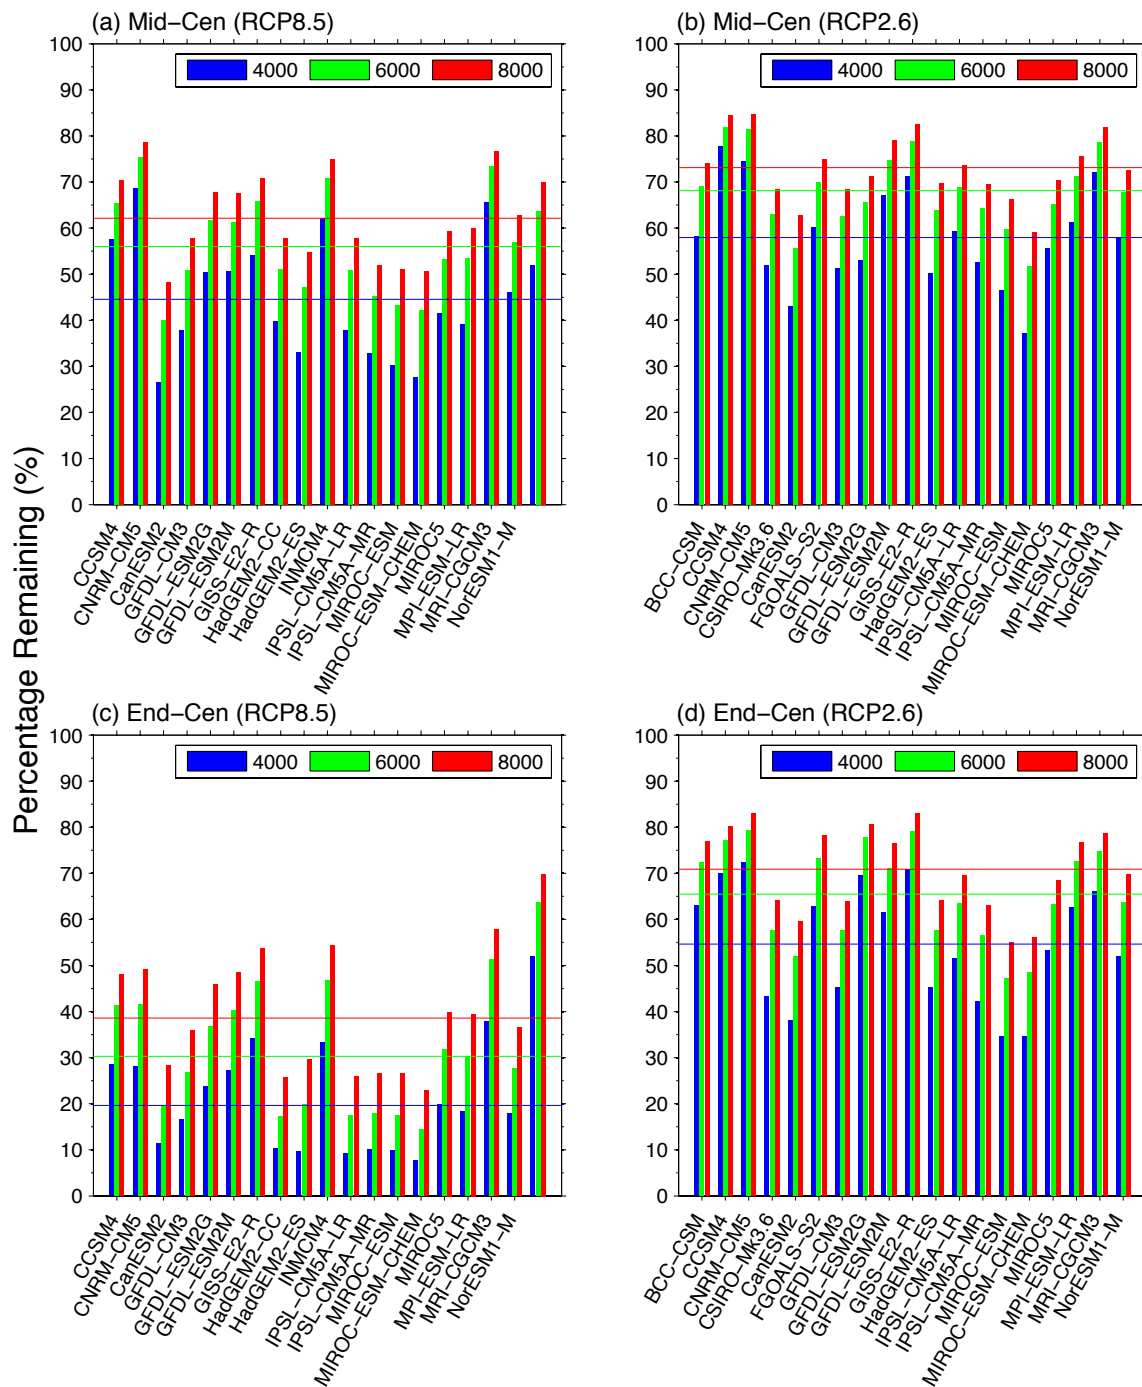 Percentage Remaining (%)
(a) Mid−Cen (RCP8.5)
4000 6000 8000
100
90
80
70
60
50
40
30
20
10
0
CCSM4
CNRM−CM5
CanESM2
GFDL−CM3
GFDL−ESM2G
GFDL−ESM2M
GISS−E2−R
HadGEM2−CC
HadGEM2−ES
INMCM4
IPSL−CM5A−LR
IPSL−CM5A−MR
MIROC−ESM
MIROC−ESM−CHEM
MIROC5
MPI−ESM−LR
MRI−CGCM3
NorESM1−M
(b) Mid−Cen (RCP2.6)
4000 6000 8000
100
90
80
70
60
50
40
30
20
10
0
BCC−CSM
CCSM4
CNRM−CM5
CSIRO−Mk3.6
CanESM2
FGOALS−S2
GFDL−CM3
GFDL−ESM2G
GFDL−ESM2M
GISS−E2−R
HadGEM2−ES
IPSL−CM5A−LR
IPSL−CM5A−MR
MIROC−ESM
MIROC−ESM−CHEM
MIROC5
MPI−ESM−LR
MRI−CGCM3
NorESM1−M
(c) End−Cen (RCP8.5)
4000 6000 8000
100
90
80
70
60
50
40
30
20
10
0
CCSM4
CNRM−CM5
CanESM2
GFDL−CM3
GFDL−ESM2G
GFDL−ESM2M
GISS−E2−R
HadGEM2−CC
HadGEM2−ES
INMCM4
IPSL−CM5A−LR
IPSL−CM5A−MR
MIROC−ESM
MIROC−ESM−CHEM
MIROC5
MPI−ESM−LR
MRI−CGCM3
NorESM1−M
(d) End−Cen (RCP2.6)
4000 6000 8000
100
90
80
70
60
50
40
30
20
10
0
BCC−CSM
CCSM4
CNRM−CM5
CSIRO−Mk3.6
CanESM2
FGOALS−S2
GFDL−CM3
GFDL−ESM2G
GFDL−ESM2M
GISS−E2−R
HadGEM2−ES
IPSL−CM5A−LR
IPSL−CM5A−MR
MIROC−ESM
MIROC−ESM−CHEM
MIROC5
MPI−ESM−LR
MRI−CGCM3
NorESM1−M